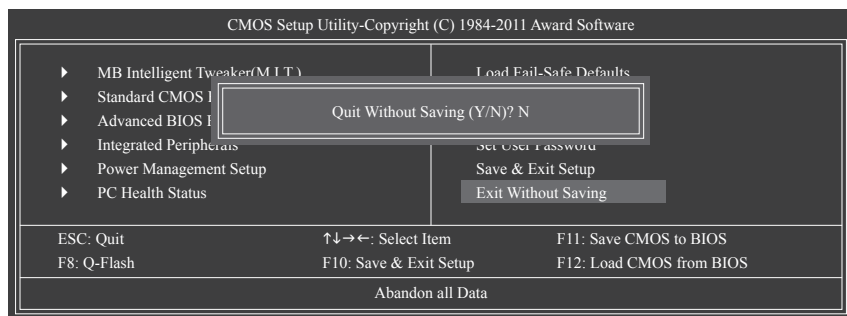 CMOS Setup Utility-Copyright (C) 1984-2011 Award Software
MB Intelligent Tweaker(M.I.T.)
Standard CMOS
Advanced BIOS
Integrated Peripherals
Power Management Setup
PC Health Status
Load Fail-Safe Defaults
Set User Password
Save & Exit Setup
Exit Without Saving
Quit Without Saving (Y/N)? N
ESC: Quit
↑↓→←: Select Item
F11: Save CMOS to BIOS
F8: Q-Flash
F10: Save & Exit Setup
F12: Load CMOS from BIOS
Abandon all Data